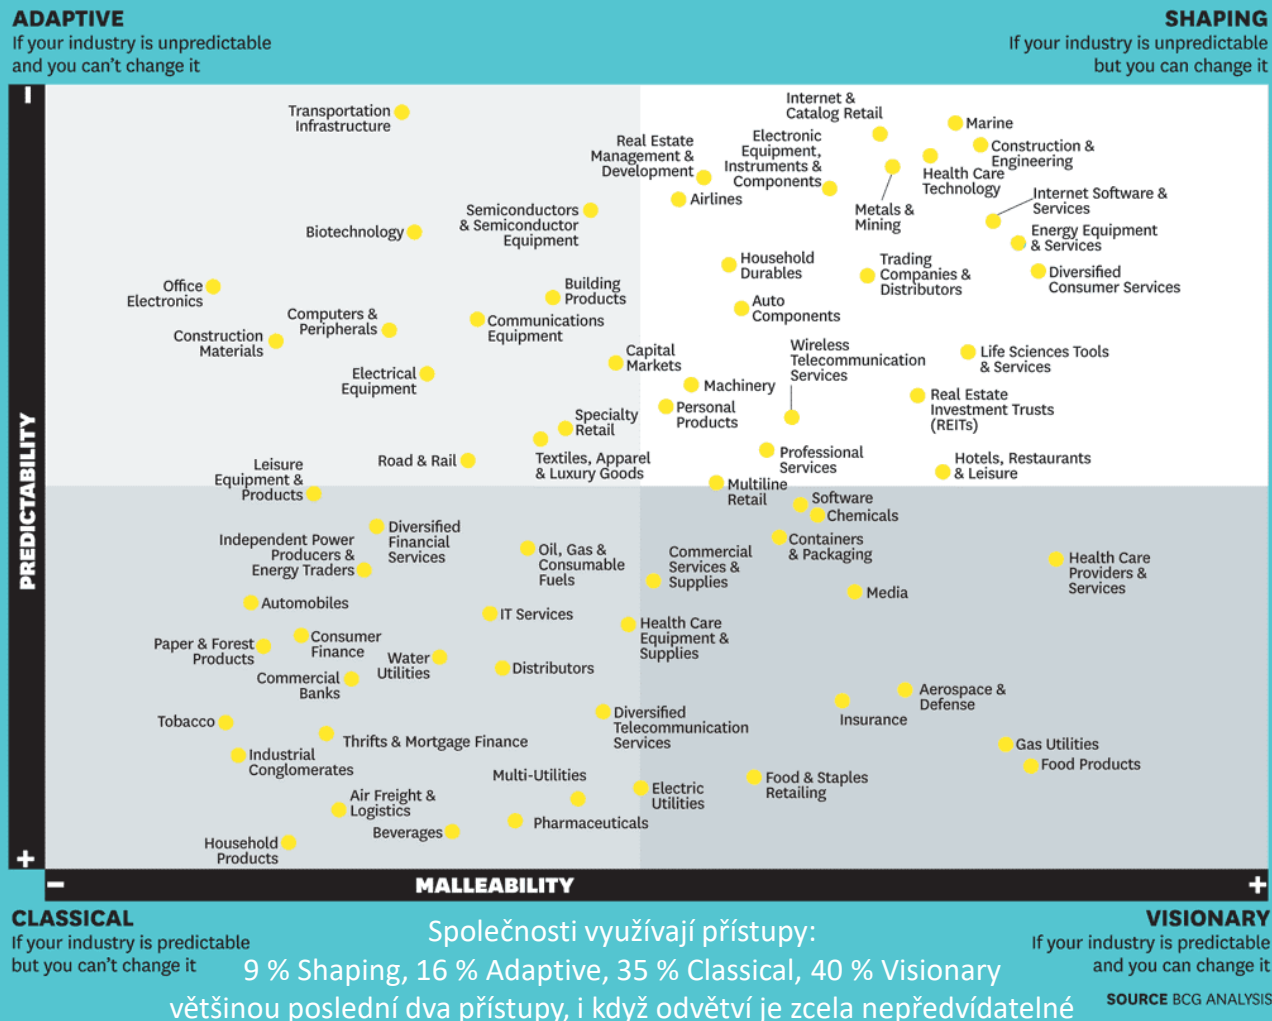 ADAPTIVE
If your industry is unpredictable
and you can't change it
SHAPING
If your industry is unpredictable
but you can change it
−
PREDICTABILITY
+
Transportation
Infrastructure
Internet &
Catalog Retail
Marine
Real Estate
Management &
Development
Electronic
Equipment,
Instruments &
Components
Construction &
Engineering
Health Care
Technology
Airlines
Metals &
Mining
Internet Software &
Services
Semiconductors
& Semiconductor
Equipment
Biotechnology
Energy Equipment
& Services
Household
Durables
Trading
Companies &
Distributors
Diversified
Consumer Services
Office
Electronics
Building
Products
Auto
Components
Computers &
Peripherals
Communications
Equipment
Construction
Materials
Capital
Markets
Wireless
Telecommunication
Services
Life Sciences Tools
& Services
Electrical
Equipment
Machinery
Personal
Products
Real Estate
Investment Trusts
(REITs)
Specialty
Retail
Textiles, Apparel
& Luxury Goods
Road & Rail
Professional
Services
Hotels, Restaurants
& Leisure
Leisure
Equipment &
Products
Multiline
Retail
Software
Chemicals
Diversified
Financial
Services
Independent Power
Producers &
Energy Traders
Oil, Gas &
Consumable
Fuels
Commercial
Services &
Supplies
Containers
& Packaging
Health Care
Providers &
Services
Media
Automobiles
IT Services
Health Care
Equipment &
Supplies
Paper & Forest
Products
Consumer
Finance
Water
Utilities
Distributors
Commercial
Banks
Aerospace &
Defense
Insurance
Tobacco
Thrifts & Mortgage Finance
Diversified
Telecommunication
Services
Industrial
Conglomerates
Gas Utilities
Food Products
Multi-Utilities
Electric
Utilities
Food & Staples
Retailing
Air Freight &
Logistics
Pharmaceuticals
Beverages
Household
Products
−
MALLEABILITY
+
CLASSICAL
If your industry is predictable
but you can't change it
VISIONARY
If your industry is predictable
and you can change it
Společnosti využívají přístupy:
9 % Shaping, 16 % Adaptive, 35 % Classical, 40 % Visionary
většinou poslední dva přístupy, i když odvětví je zcela nepředvídatelné
SOURCE BCG ANALYSIS